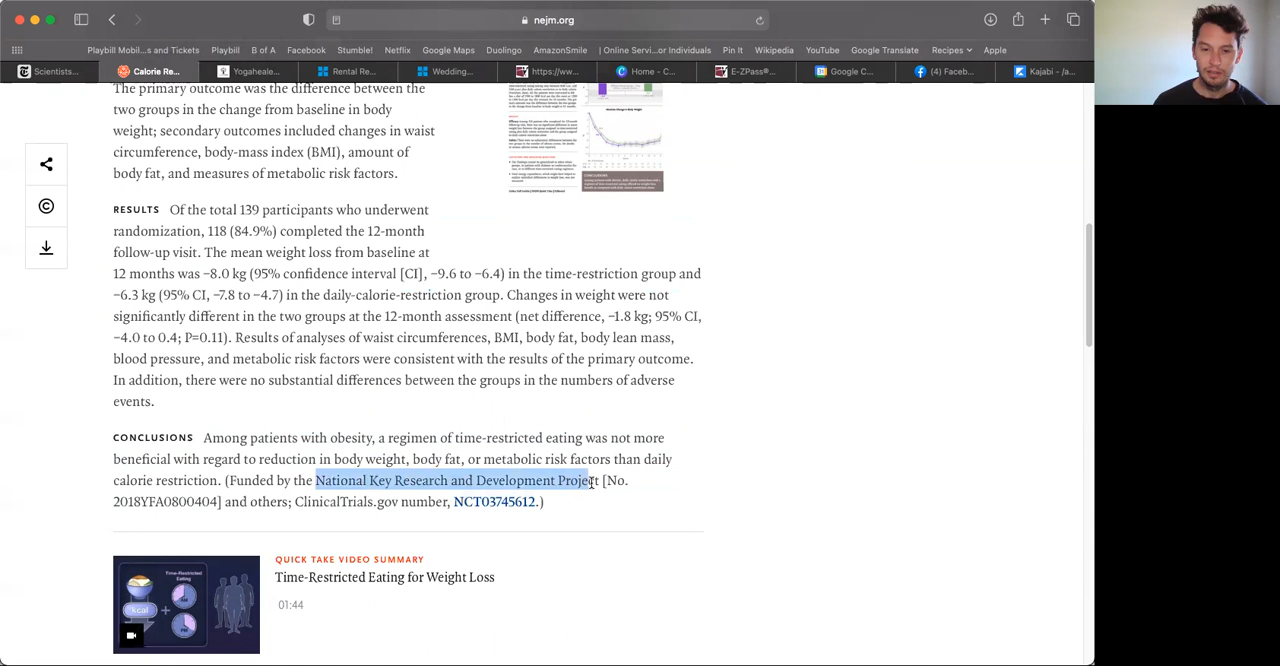 nejm.org
Playbill Mobil...s and Tickets Playbill B of A Facebook Stumble! Netflix Google Maps Duolingo AmazonSmile | Online Servi...or Individuals Pin It Wikipedia YouTube Google Translate Recipes Apple
Scientists... Calorie Re... Yogaheale... Rental Re... Wedding... https://ww... Home - C... E-ZPass®... Google C... (4) Faceb... Kajabi - /a...
The primary outcome was the difference between the
two groups in the change from baseline in body
weight; secondary outcomes included changes in waist
circumference, body-mass index (BMI), amount of
body fat, and measures of metabolic risk factors.
RESULTS Of the total 139 participants who underwent
randomization, 118 (84.9%) completed the 12-month
follow-up visit. The mean weight loss from baseline at
12 months was −8.0 kg (95% confidence interval [CI], −9.6 to −6.4) in the time-restriction group and
−6.3 kg (95% CI, −7.8 to −4.7) in the daily-calorie-restriction group. Changes in weight were not
significantly different in the two groups at the 12-month assessment (net difference, −1.8 kg; 95% CI,
−4.0 to 0.4; P=0.11). Results of analyses of waist circumferences, BMI, body fat, body lean mass,
blood pressure, and metabolic risk factors were consistent with the results of the primary outcome.
In addition, there were no substantial differences between the groups in the numbers of adverse
events.
CONCLUSIONS Among patients with obesity, a regimen of time-restricted eating was not more
beneficial with regard to reduction in body weight, body fat, or metabolic risk factors than daily
calorie restriction. (Funded by the National Key Research and Development Project [No.
2018YFA0800404] and others; ClinicalTrials.gov number, NCT03745612.)
QUICK TAKE VIDEO SUMMARY
Time-Restricted Eating for Weight Loss
01:44
Time-Restricted
Eating
kcal